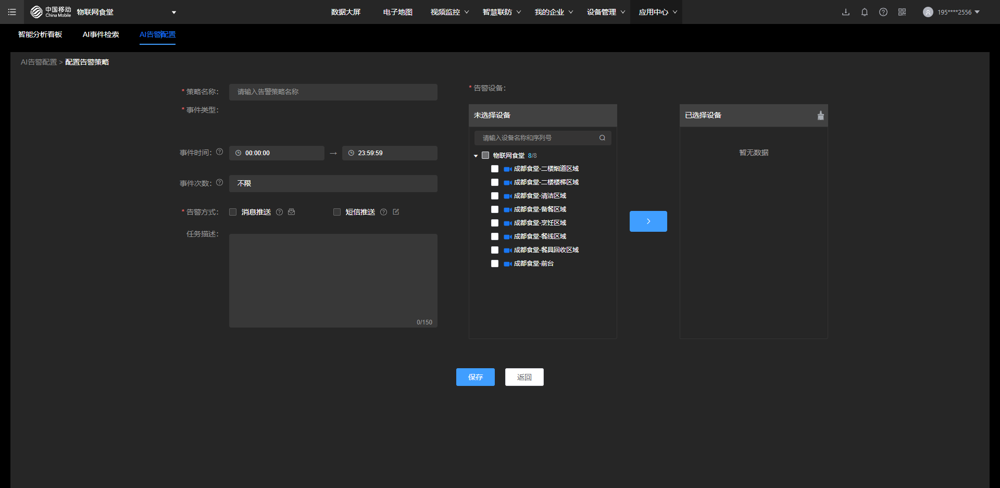 中国移动
China Mobile
物联网食堂
数据大屏
电子地图
视频监控
智慧联防
我的企业
设备管理
应用中心
195****2556
智能分析看板
AI事件检索
AI告警配置
AI告警配置 > 配置告警策略
* 策略名称：
请输入告警策略名称
* 事件类型：
事件时间：
00:00:00 → 23:59:59
事件次数：
不限
* 告警方式：
消息推送
短信推送
任务描述：
0/150
* 告警设备：
未选择设备
请输入设备名称和序列号
物联网食堂 8/8
成都食堂-二楼烟道区域
成都食堂-二楼楼梯区域
成都食堂-清洁区域
成都食堂-备餐区域
成都食堂-烹饪区域
成都食堂-餐线区域
成都食堂-餐具回收区域
成都食堂-前台
已选择设备
暂无数据
保存
返回